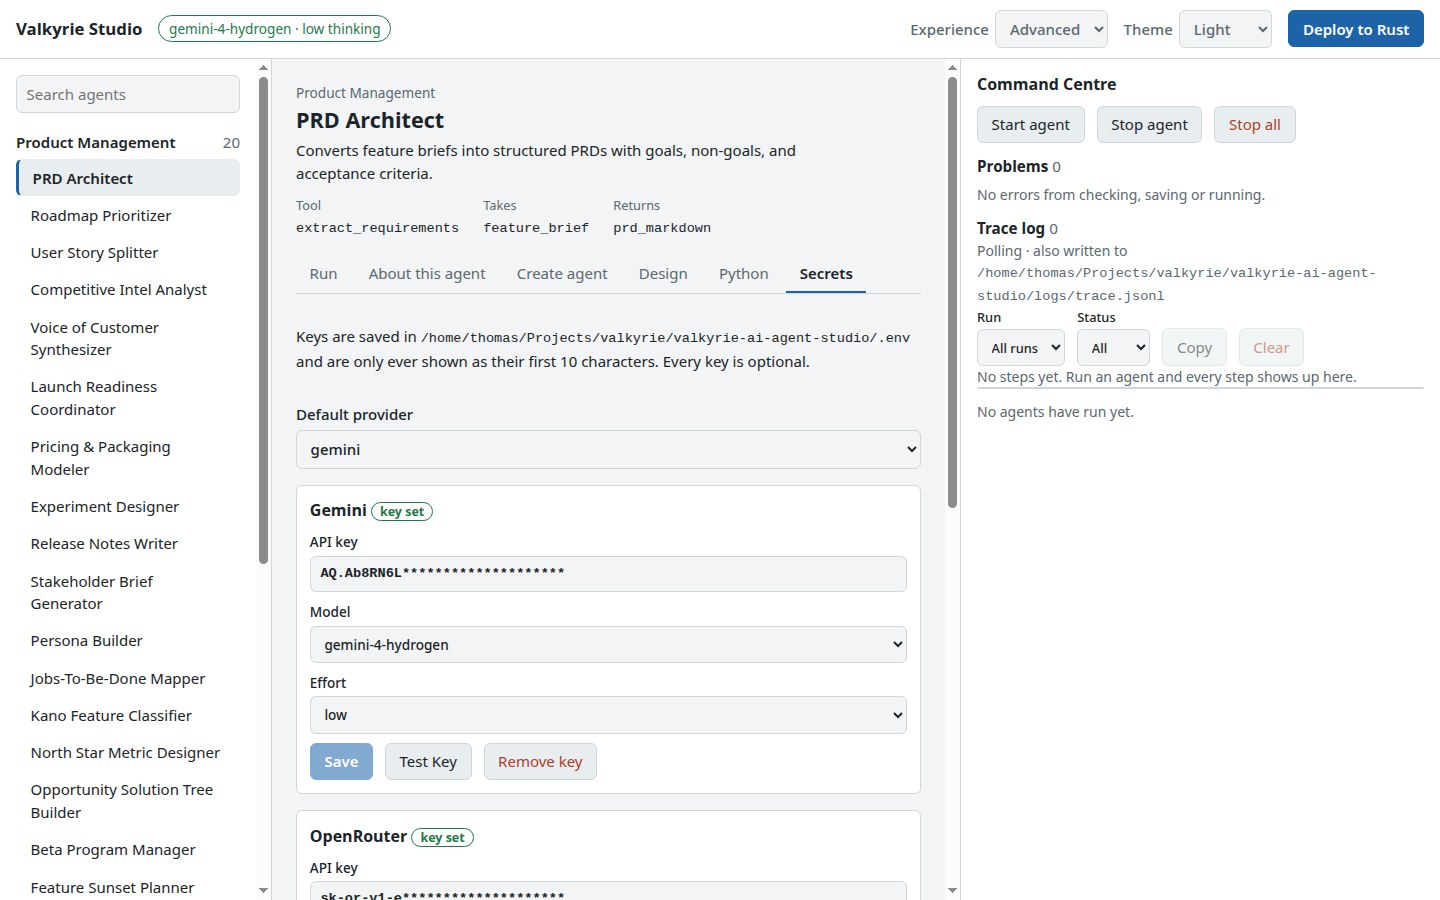 Valkyrie Studio
gemini-4-hydrogen · low thinking
Experience
Advanced
Theme
Light
Deploy to Rust
Search agents
Product Management 20
PRD Architect
Roadmap Prioritizer
User Story Splitter
Competitive Intel Analyst
Voice of Customer
Synthesizer
Launch Readiness
Coordinator
Pricing & Packaging
Modeler
Experiment Designer
Release Notes Writer
Stakeholder Brief
Generator
Persona Builder
Jobs-To-Be-Done Mapper
Kano Feature Classifier
North Star Metric Designer
Opportunity Solution Tree
Builder
Beta Program Manager
Feature Sunset Planner
Product Management
PRD Architect
Converts feature briefs into structured PRDs with goals, non-goals, and
acceptance criteria.
Tool Takes Returns
extract_requirements feature_brief prd_markdown
Run About this agent Create agent Design Python Secrets
Keys are saved in /home/thomas/Projects/valkyrie/valkyrie-ai-agent-studio/.env
and are only ever shown as their first 10 characters. Every key is optional.
Default provider
gemini
Gemini key set
API key
AQ.Ab8RN6L********************
Model
gemini-4-hydrogen
Effort
low
Save Test Key Remove key
OpenRouter key set
API key
sk-or-v1-e********************
Command Centre
Start agent Stop agent Stop all
Problems 0
No errors from checking, saving or running.
Trace log 0
Polling · also written to
/home/thomas/Projects/valkyrie/valkyrie-ai-agent-
studio/logs/trace.jsonl
Run Status
All runs All Copy Clear
No steps yet. Run an agent and every step shows up here.
No agents have run yet.